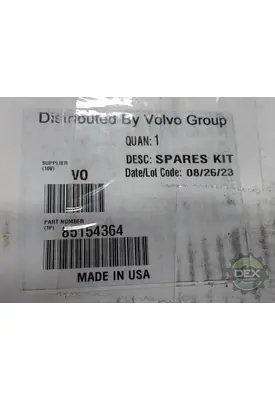 Distributed By Volvo Group
QUAN: 1
DESC: SPARES KIT
Date/Lot Code: 08/26/23
SUPPLIER
VO
PART NUMBER
(1P) 85154364
MADE IN USA
DEX